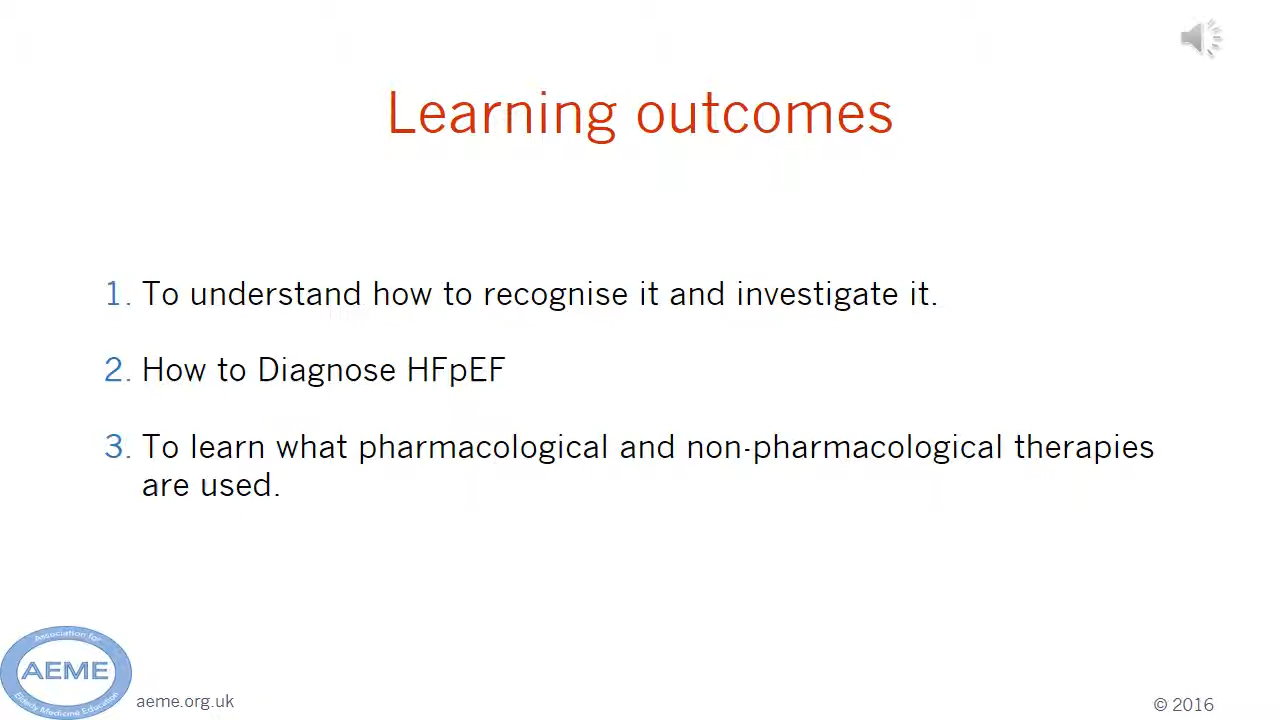 Learning outcomes
1. To understand how to recognise it and investigate it.
2. How to Diagnose HFpEF
3. To learn what pharmacological and non-pharmacological therapies
are used.
Association for
AEME
Elderly Medicine Education
aeme.org.uk
© 2016